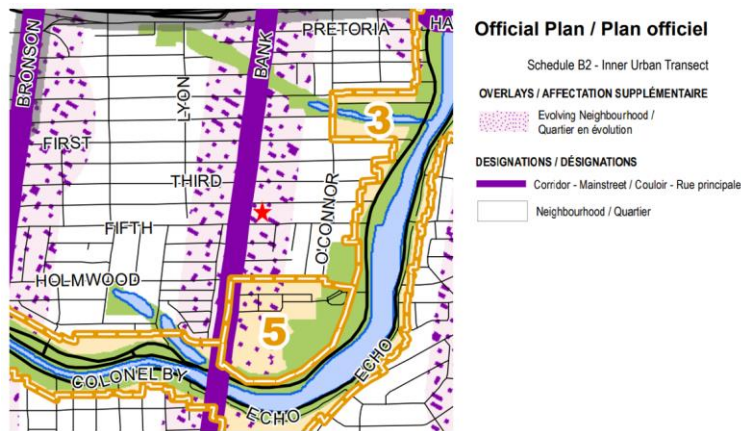 PRETORIA
HA
BRONSON
LYON
BANK
3
FIRST
THIRD
O'CONNOR
FIFTH
HOLMWOOD
5
COLONEL BY
ECHO
ECHO
Official Plan / Plan officiel
Schedule B2 - Inner Urban Transect
OVERLAYS / AFFECTATION SUPPLÉMENTAIRE
Evolving Neighbourhood /
Quartier en évolution
DESIGNATIONS / DÉSIGNATIONS
Corridor - Mainstreet / Couloir - Rue principale
Neighbourhood / Quartier